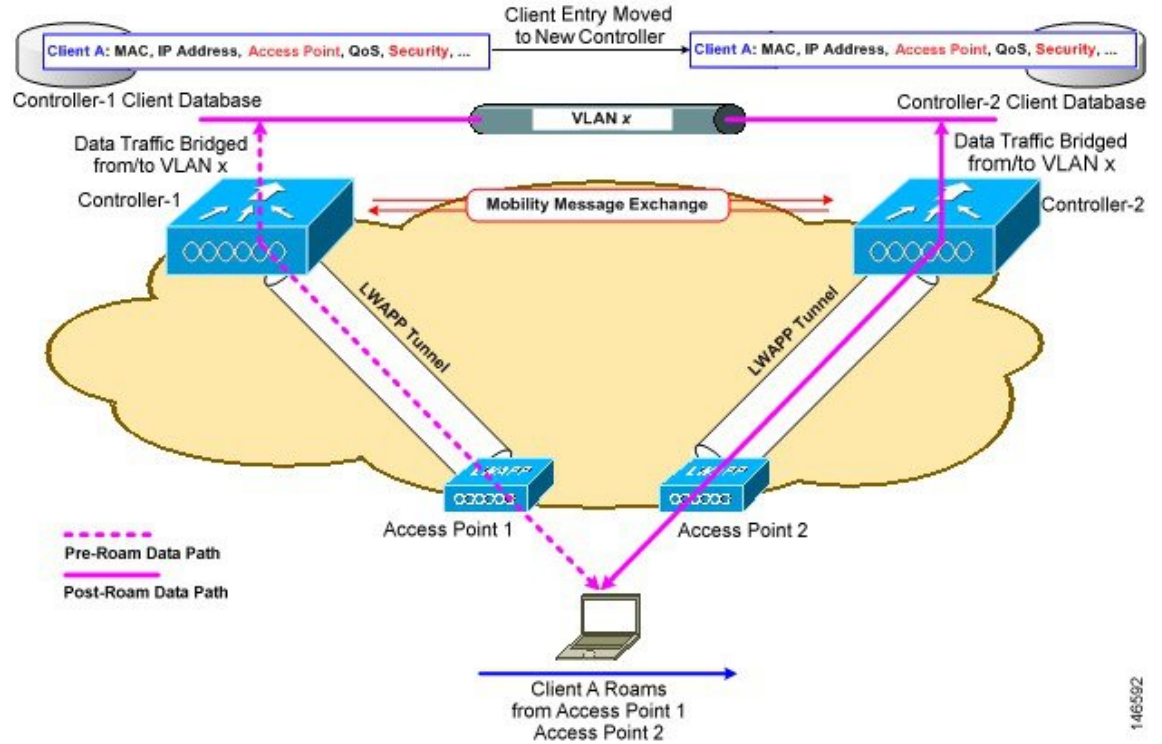 Client Entry Moved
to New Controller
Client A: MAC, IP Address, Access Point, QoS, Security, ...
Client A: MAC, IP Address, Access Point, QoS, Security, ...
Controller-1 Client Database
Controller-2 Client Database
VLAN x
Data Traffic Bridged
from/to VLAN x
Data Traffic Bridged
from/to VLAN x
Controller-1
Mobility Message Exchange
Controller-2
LWAPP Tunnel
LWAPP Tunnel
LWAPP
LWAPP
Access Point 1
Access Point 2
Pre-Roam Data Path
Post-Roam Data Path
Client A Roams
from Access Point 1
Access Point 2
146592